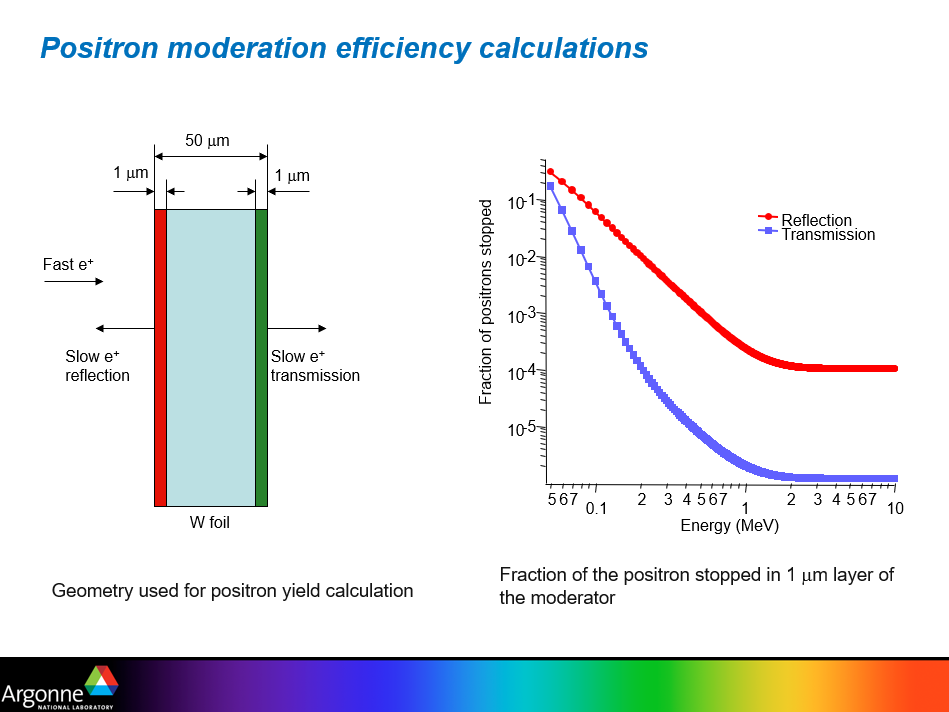 Positron moderation efficiency calculations
50 μm
1 μm
1 μm
Fast e⁺
Slow e⁺
reflection
Slow e⁺
transmission
W foil
Geometry used for positron yield calculation
Fraction of positrons stopped
10⁻¹
10⁻²
10⁻³
10⁻⁴
10⁻⁵
Reflection
Transmission
5 6 7 2 3 4 5 6 7 2 3 4 5 6 7
0.1 1 10
Energy (MeV)
Fraction of the positron stopped in 1 μm layer of
the moderator
Argonne
NATIONAL LABORATORY